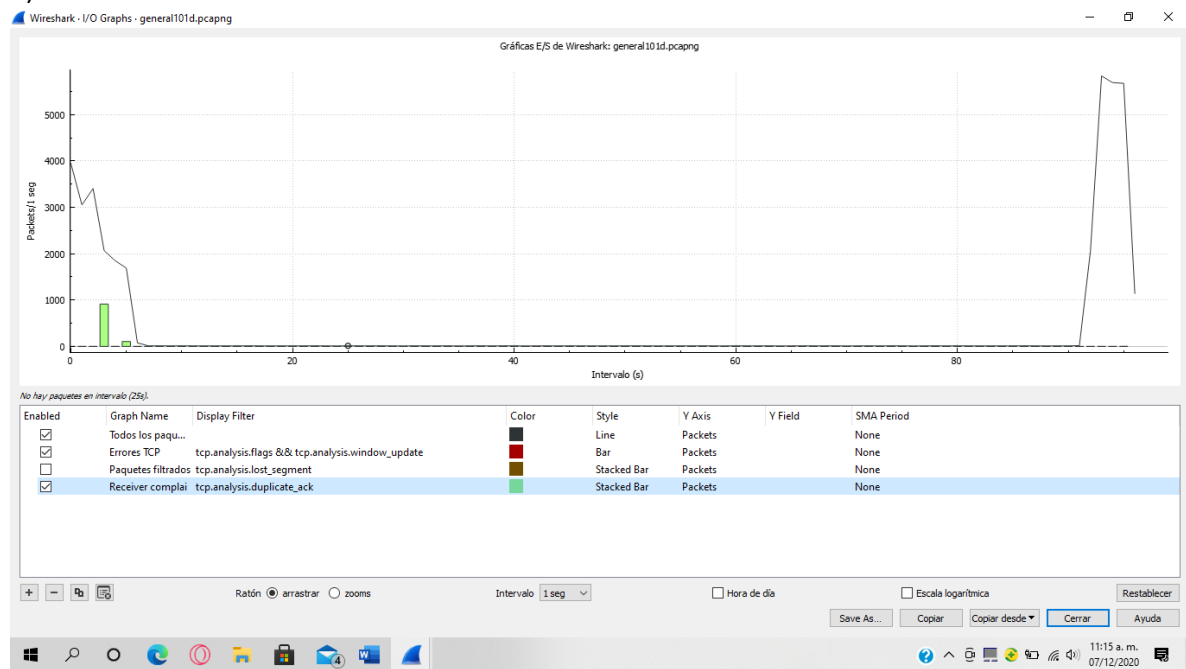 Wireshark · I/O Graphs · general101d.pcapng
Gráficas E/S de Wireshark: general101d.pcapng
5000
4000
3000
2000
1000
0
Packets/1 seg
0 20 40 60 80
Intervalo (s)
No hay paquetes en intervalo (25s).
Enabled Graph Name Display Filter Color Style Y Axis Y Field SMA Period
Todos los paqu... Line Packets None
Errores TCP tcp.analysis.flags && tcp.analysis.window_update Bar Packets None
Paquetes filtrados tcp.analysis.lost_segment Stacked Bar Packets None
Receiver complai tcp.analysis.duplicate_ack Stacked Bar Packets None
+ - Ratón arrastrar zooms Intervalo 1 seg Hora de día Escala logarítmica Restablecer
Save As... Copiar Copiar desde Cerrar Ayuda
4 W 11:15 a. m.
07/12/2020